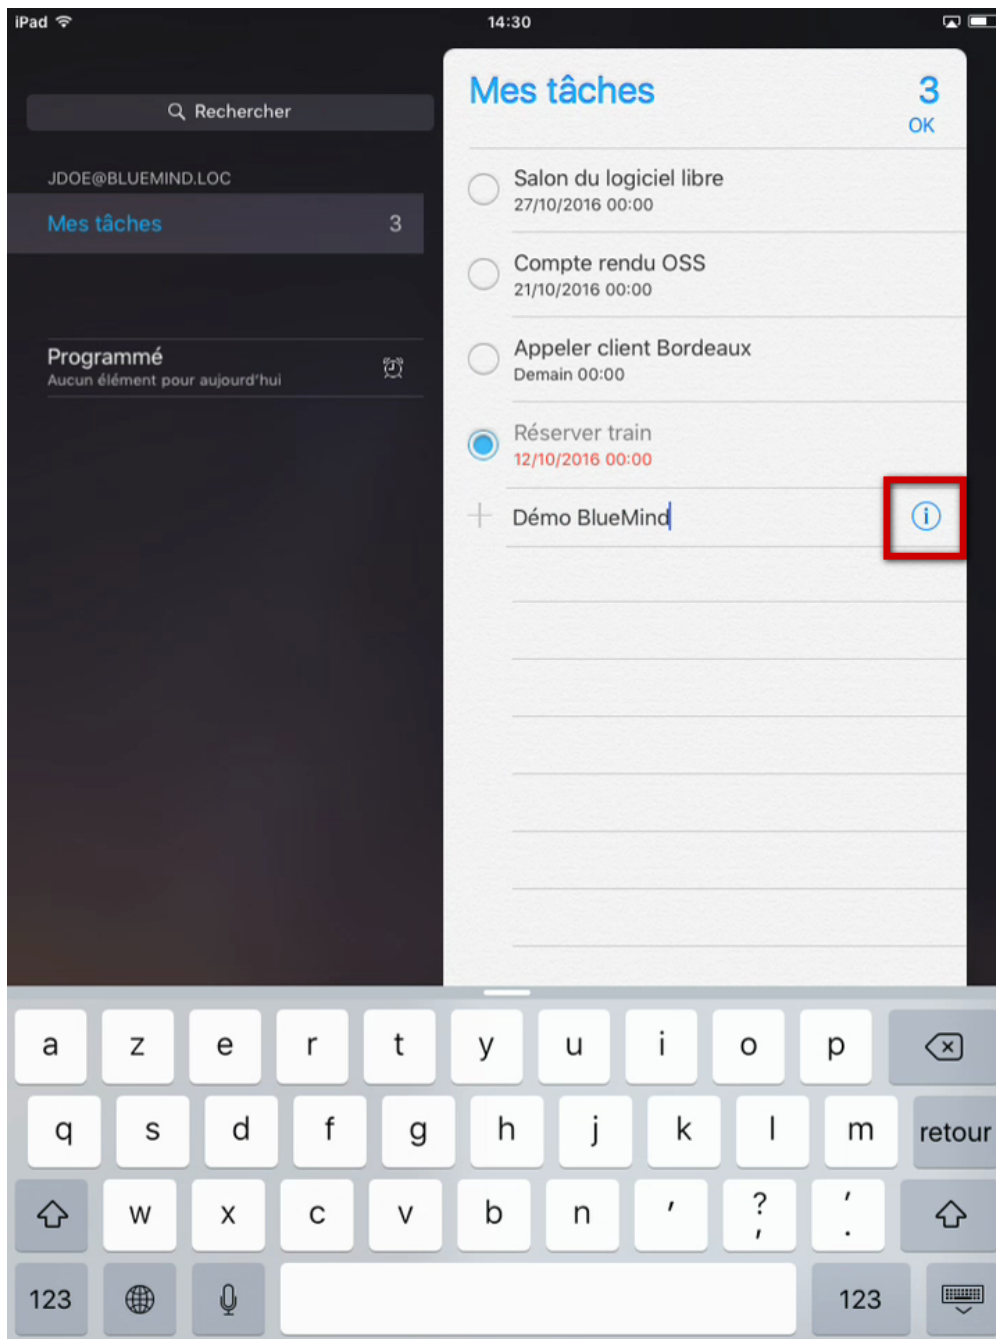 iPad 14:30
Rechercher
JDOE@BLUEMIND.LOC
Mes tâches 3
Programmé
Aucun élément pour aujourd'hui
Mes tâches 3
OK
Salon du logiciel libre
27/10/2016 00:00
Compte rendu OSS
21/10/2016 00:00
Appeler client Bordeaux
Demain 00:00
Réserver train
12/10/2016 00:00
Démo BlueMind
a z e r t y u i o p
q s d f g h j k l m retour
w x c v b n ' ? , ' .
123 123